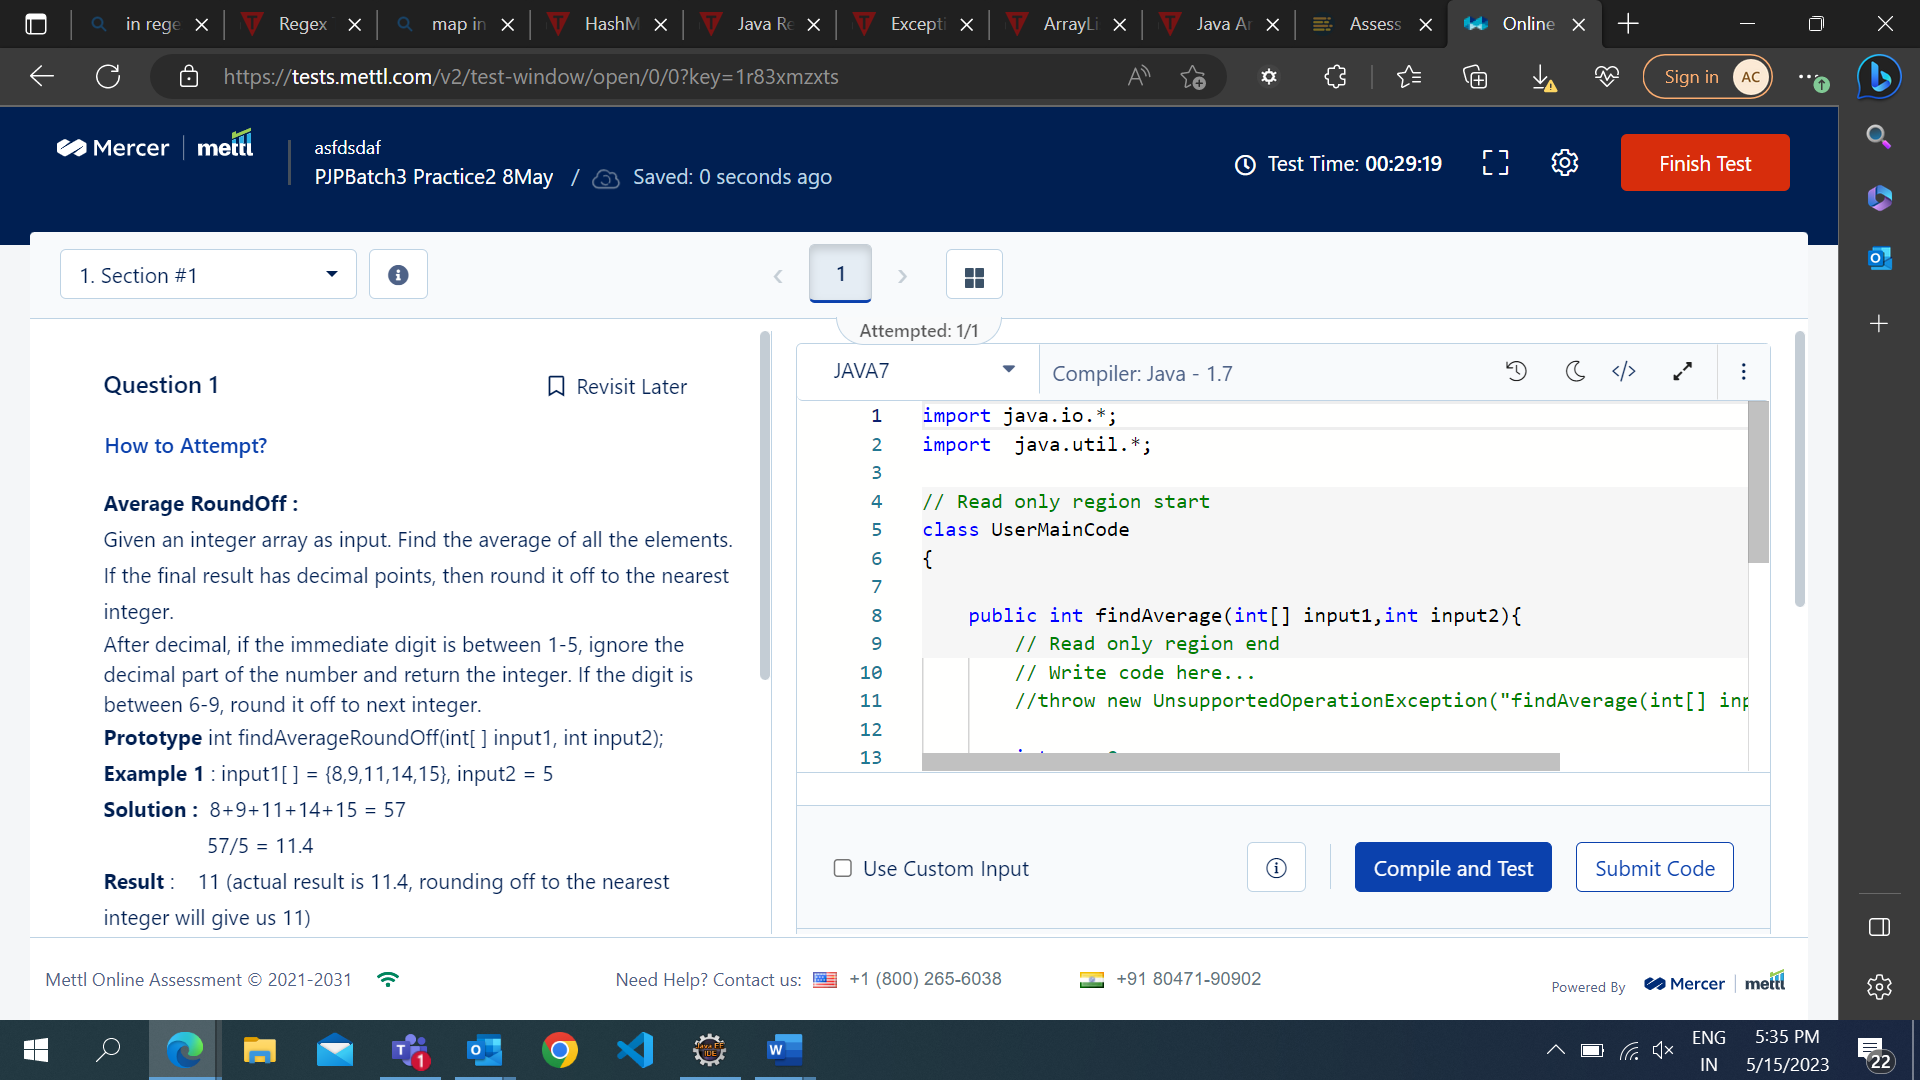 in rege
Regex
map in
HashM
Java Re
Excepti
ArrayLi
Java Ar
Assess
Online
https://tests.mettl.com/v2/test-window/open/0/0?key=1r83xmzxts
Sign in AC
Mercer | mettl
asfdsdaf
PJPBatch3 Practice2 8May / Saved: 0 seconds ago
Test Time: 00:29:19
Finish Test
1. Section #1
1
Attempted: 1/1
Question 1
Revisit Later
How to Attempt?
Average RoundOff :
Given an integer array as input. Find the average of all the elements.
If the final result has decimal points, then round it off to the nearest
integer.
After decimal, if the immediate digit is between 1-5, ignore the
decimal part of the number and return the integer. If the digit is
between 6-9, round it off to next integer.
Prototype int findAverageRoundOff(int[ ] input1, int input2);
Example 1 : input1[ ] = {8,9,11,14,15}, input2 = 5
Solution : 8+9+11+14+15 = 57
57/5 = 11.4
Result : 11 (actual result is 11.4, rounding off to the nearest
integer will give us 11)
JAVA7
Compiler: Java - 1.7
1 import java.io.*;
2 import  java.util.*;
3
4 // Read only region start
5 class UserMainCode
6 {
7
8 public int findAverage(int[] input1,int input2){
9 // Read only region end
10 // Write code here...
11 //throw new UnsupportedOperationException("findAverage(int[] inp
12
13
Use Custom Input
Compile and Test
Submit Code
Mettl Online Assessment © 2021-2031
Need Help? Contact us: +1 (800) 265-6038
+91 80471-90902
Powered By Mercer | mettl
1
ENG
IN
5:35 PM
5/15/2023
22